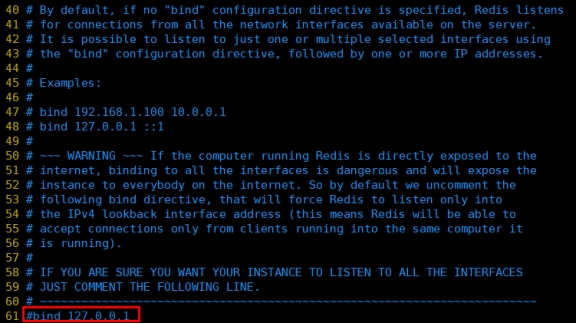 40 # By default, if no "bind" configuration directive is specified, Redis listens
41 # for connections from all the network interfaces available on the server.
42 # It is possible to listen to just one or multiple selected interfaces using
43 # the "bind" configuration directive, followed by one or more IP addresses.
44 #
45 # Examples:
46 #
47 # bind 192.168.1.100 10.0.0.1
48 # bind 127.0.0.1 ::1
49 #
50 # ~~~ WARNING ~~~ If the computer running Redis is directly exposed to the
51 # internet, binding to all the interfaces is dangerous and will expose the
52 # instance to everybody on the internet. So by default we uncomment the
53 # following bind directive, that will force Redis to listen only into
54 # the IPv4 lookback interface address (this means Redis will be able to
55 # accept connections only from clients running into the same computer it
56 # is running).
57 #
58 # IF YOU ARE SURE YOU WANT YOUR INSTANCE TO LISTEN TO ALL THE INTERFACES
59 # JUST COMMENT THE FOLLOWING LINE.
60 # ~~~~~~~~~~~~~~~~~~~~~~~~~~~~~~~~~~~~~~~~~~~~~~~~~~~~~~~~~~~~~~~~~~~~~~~~
61 #bind 127.0.0.1